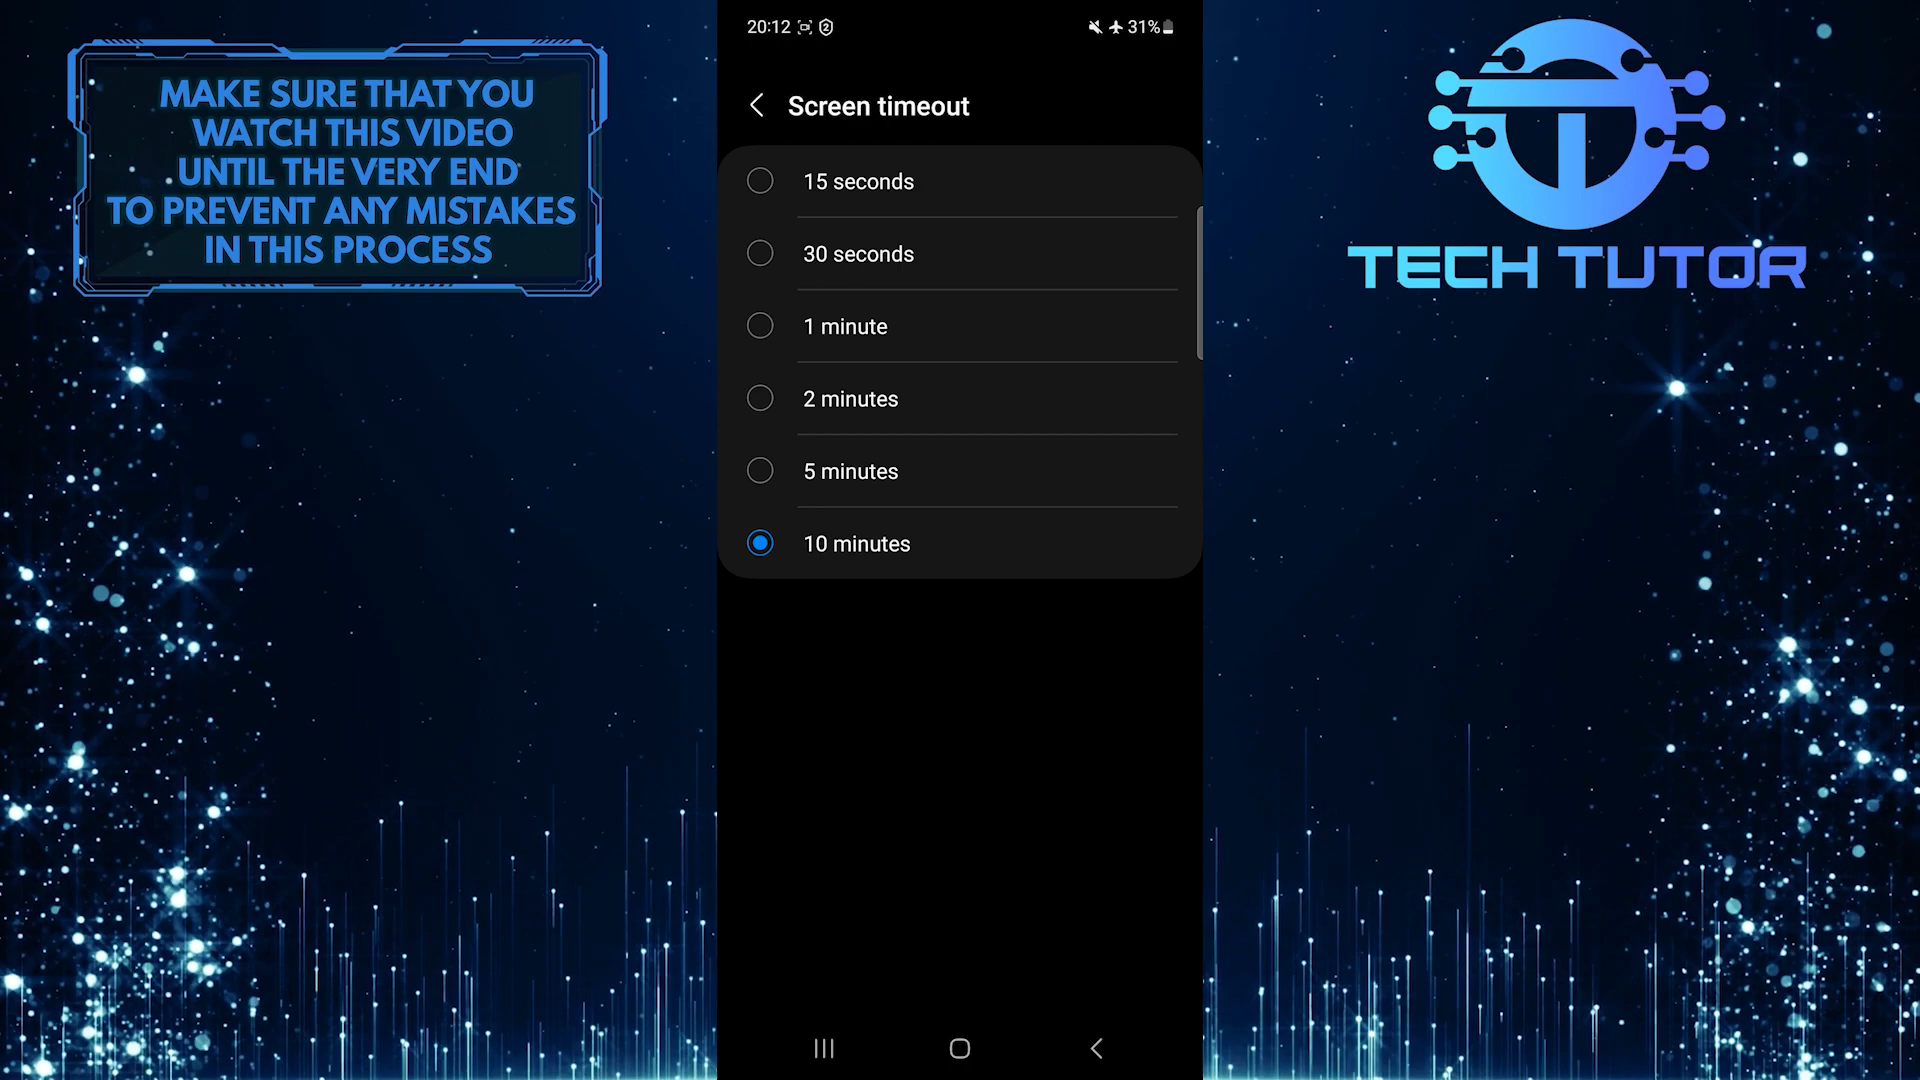 MAKE SURE THAT YOU
WATCH THIS VIDEO
UNTIL THE VERY END
TO PREVENT ANY MISTAKES
IN THIS PROCESS
20:12
31%
Screen timeout
15 seconds
30 seconds
1 minute
2 minutes
5 minutes
10 minutes
TECH TUTOR